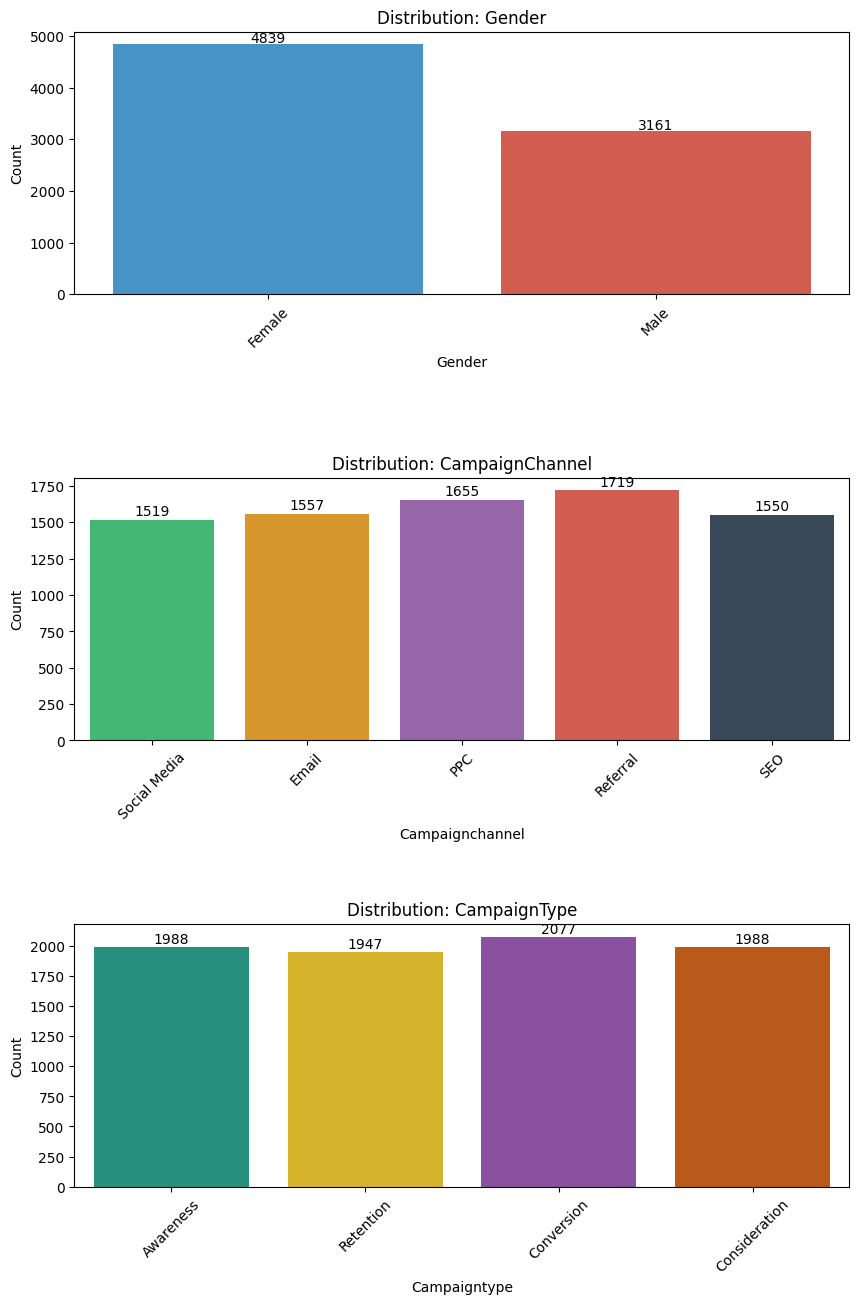 Distribution: Gender
5000
4000
3000
2000
1000
0
Count
4839
3161
Female
Male
Gender
Distribution: CampaignChannel
1750
1500
1250
1000
750
500
250
0
Count
1519
1557
1655
1719
1550
Social Media
Email
PPC
Referral
SEO
Campaignchannel
Distribution: CampaignType
2000
1750
1500
1250
1000
750
500
250
0
Count
1988
1947
2077
1988
Awareness
Retention
Conversion
Consideration
Campaigntype